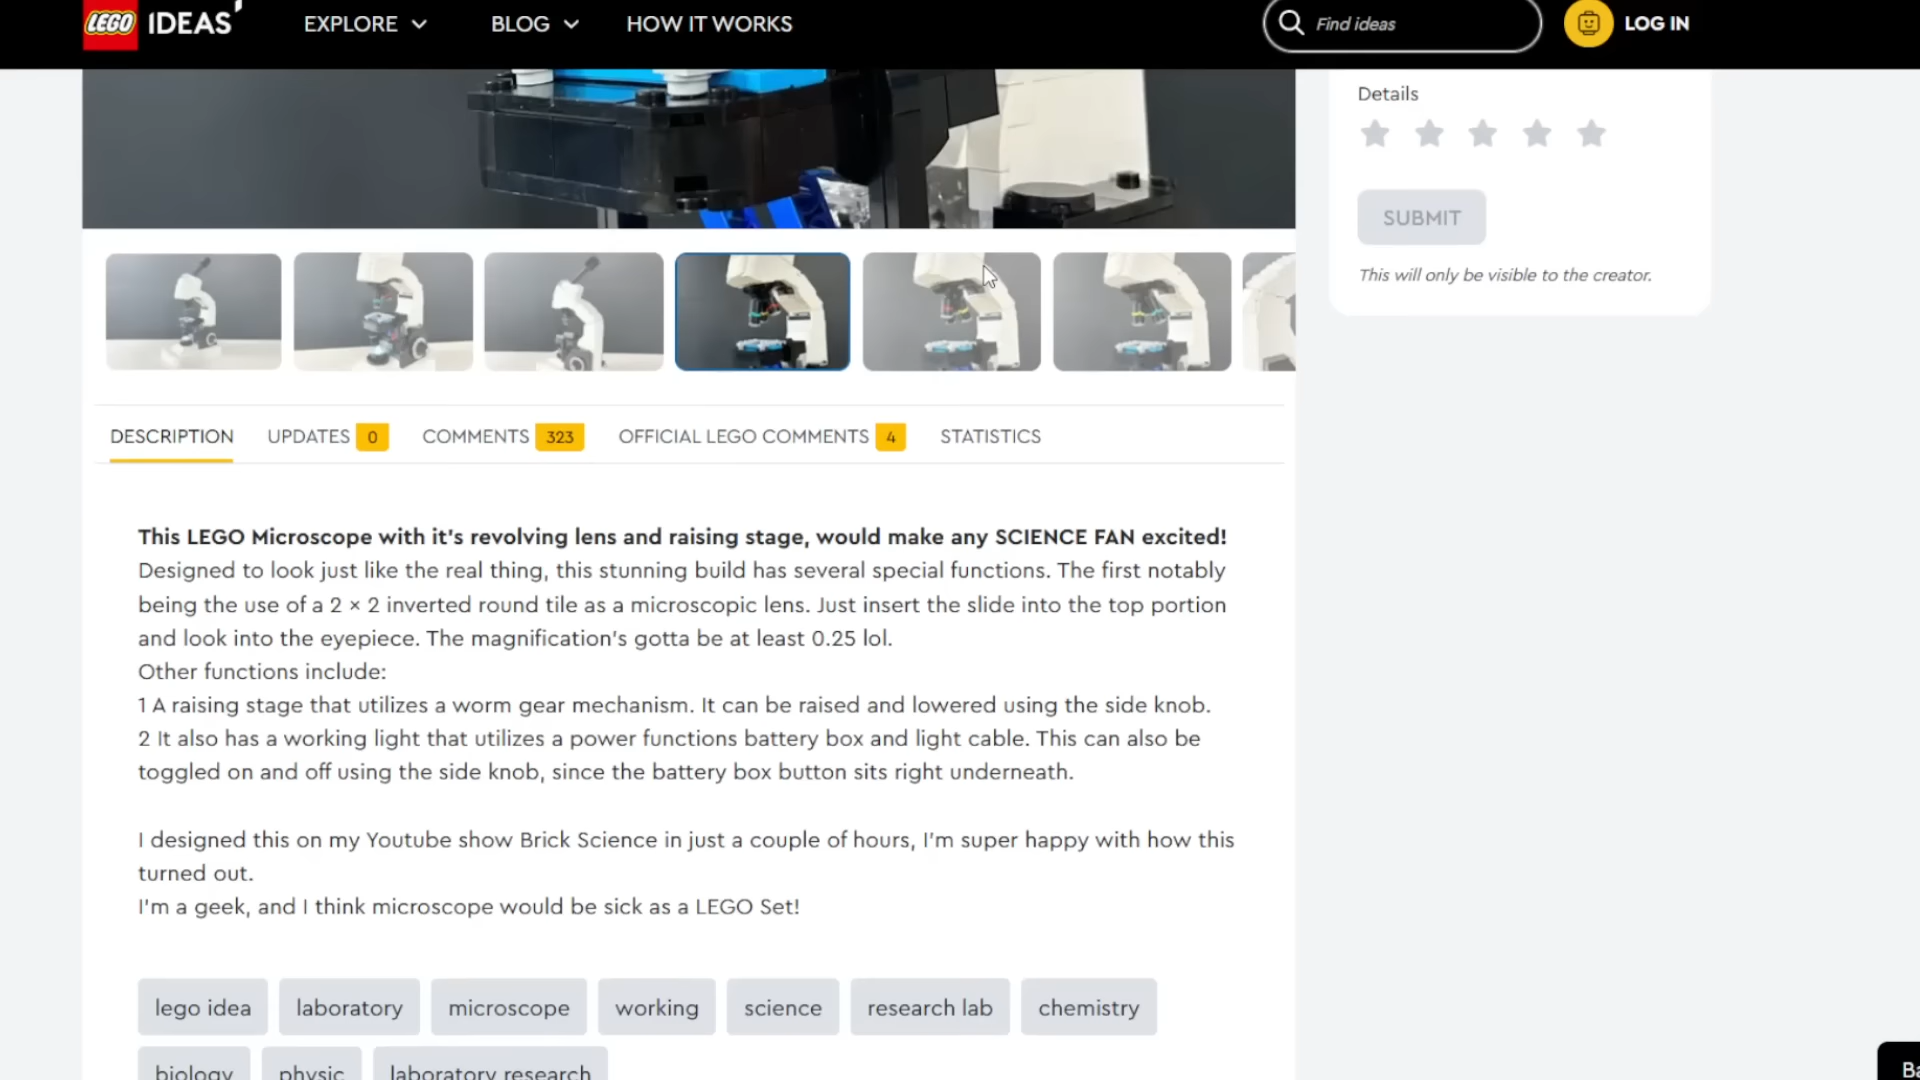 LEGO IDEAS EXPLORE BLOG HOW IT WORKS Find ideas LOG IN
Details
SUBMIT
This will only be visible to the creator.
DESCRIPTION UPDATES 0 COMMENTS 323 OFFICIAL LEGO COMMENTS 4 STATISTICS
This LEGO Microscope with it's revolving lens and raising stage, would make any SCIENCE FAN excited!
Designed to look just like the real thing, this stunning build has several special functions. The first notably
being the use of a 2 × 2 inverted round tile as a microscopic lens. Just insert the slide into the top portion
and look into the eyepiece. The magnification's gotta be at least 0.25 lol.
Other functions include:
1 A raising stage that utilizes a worm gear mechanism. It can be raised and lowered using the side knob.
2 It also has a working light that utilizes a power functions battery box and light cable. This can also be
toggled on and off using the side knob, since the battery box button sits right underneath.
I designed this on my Youtube show Brick Science in just a couple of hours, I'm super happy with how this
turned out.
I'm a geek, and I think microscope would be sick as a LEGO Set!
lego idea laboratory microscope working science research lab chemistry
biology physic laboratory research